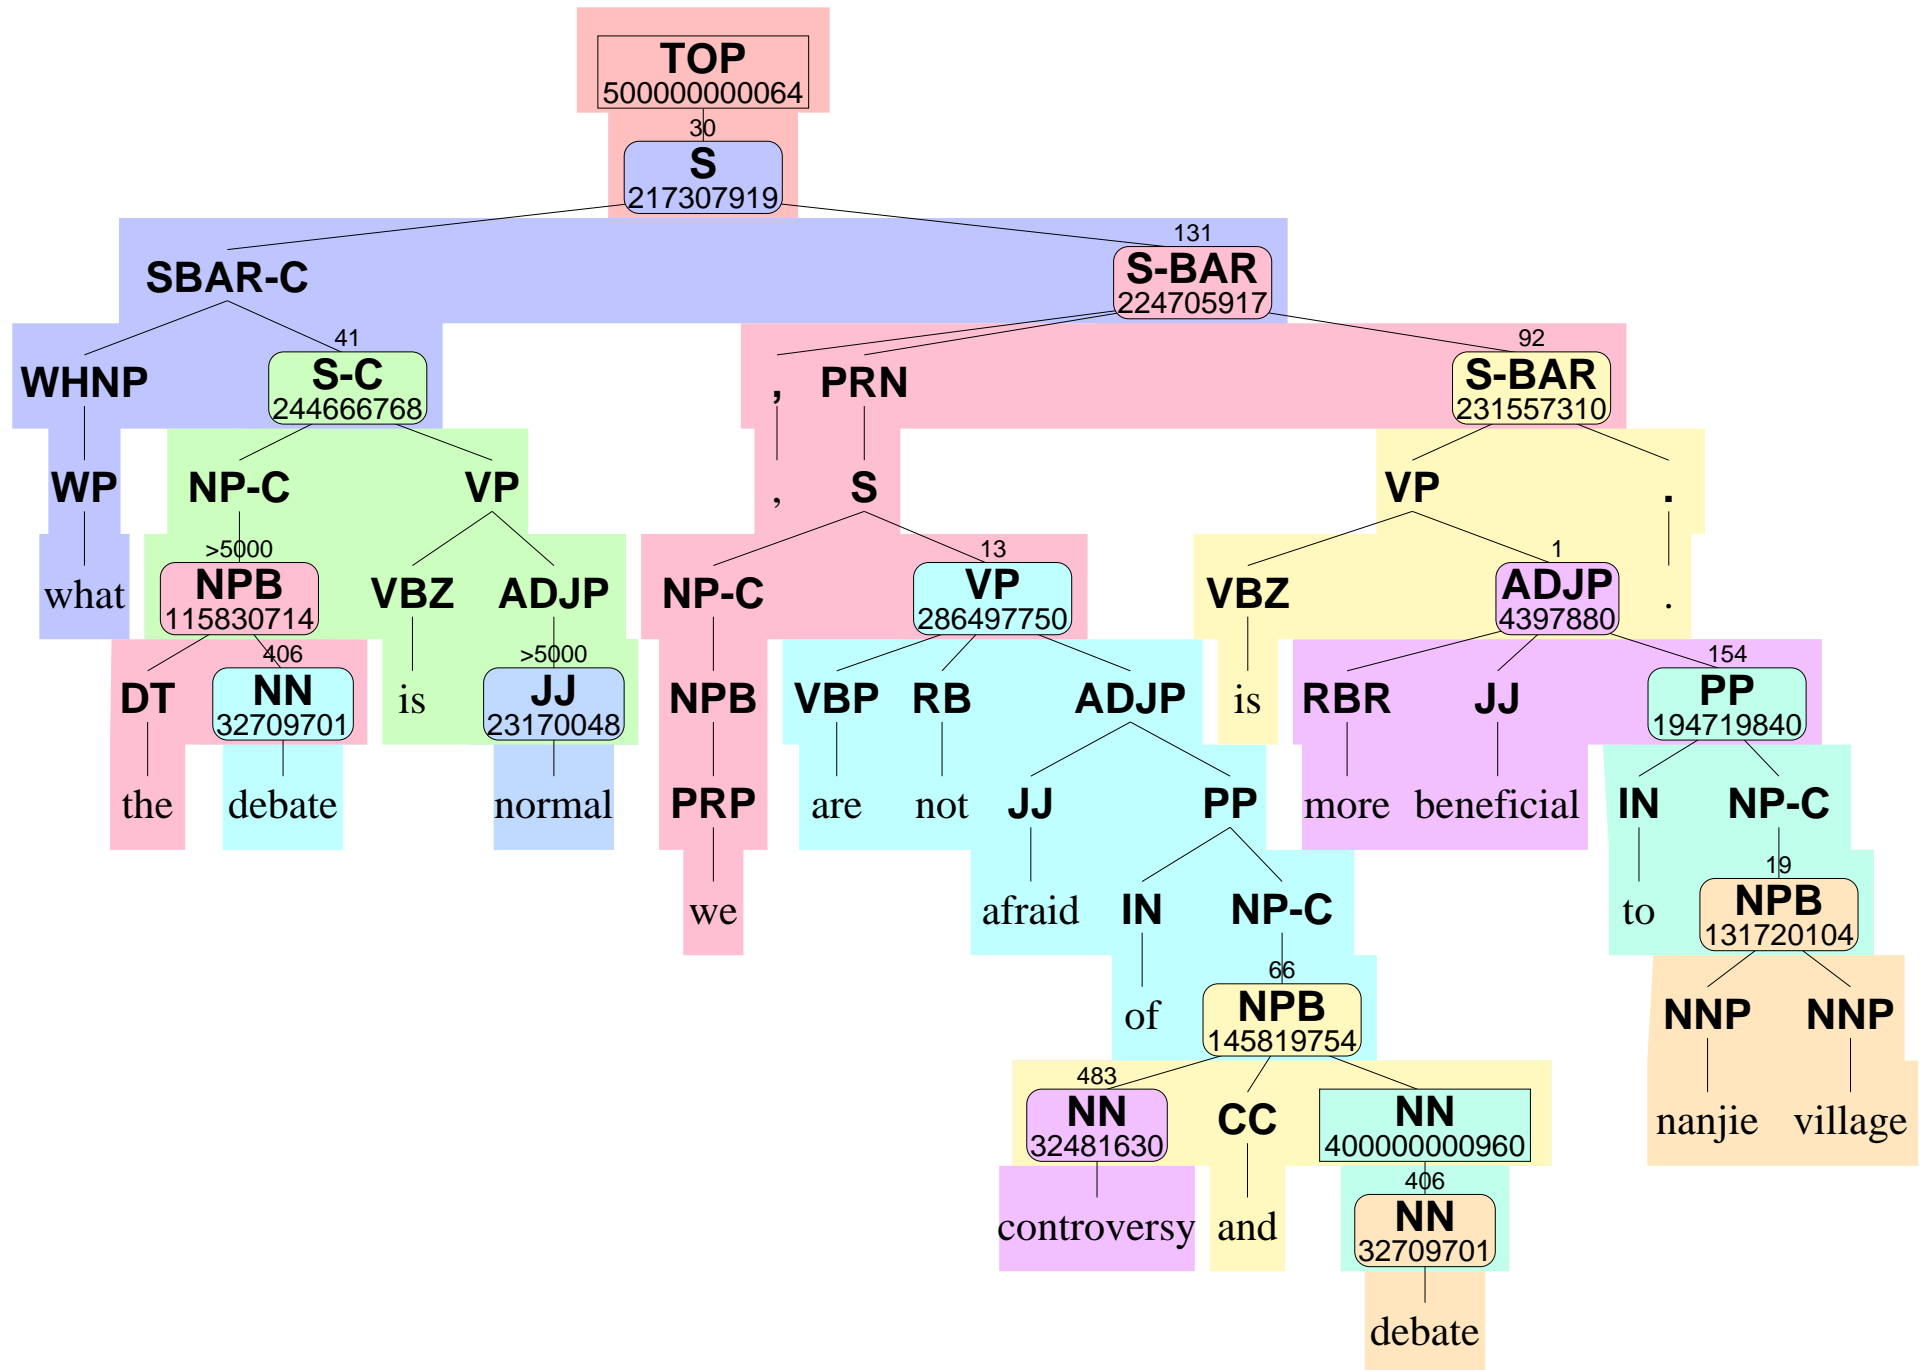 TOP
500000000064
30
S
217307919
131
SBAR-C S-BAR
224705917
41 92
WHNP S-C , PRN S-BAR
244666768 231557310
WP NP-C VP , S VP .
>5000 13 1
what NPB VBZ ADJP NP-C VP VBZ ADJP .
115830714 286497750 4397880
406 >5000 154
DT NN is JJ NPB VBP RB ADJP is RBR JJ PP
32709701 23170048 194719840
the debate normal PRP are not JJ PP more beneficial IN NP-C
19
we afraid IN NP-C to NPB
131720104
66
of NPB NNP NNP
145819754
483
NN CC NN nanjie village
32481630 400000000960
406
controversy and NN
32709701
debate